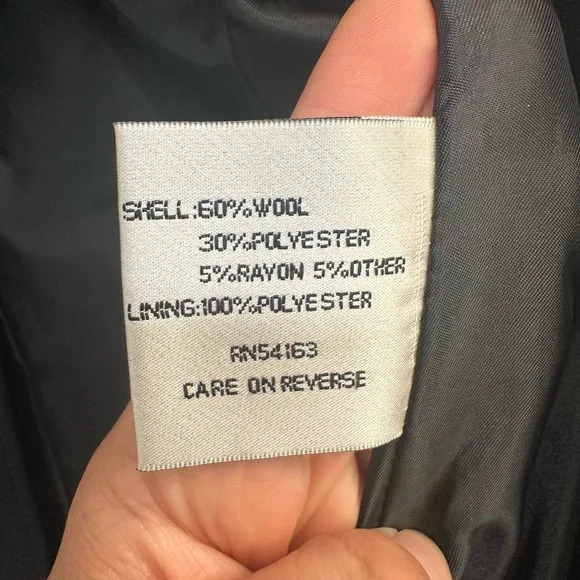 SHELL:60%WOOL
30%POLYESTER
5%RAYON 5%OTHER
LINING:100%POLYESTER
RN54163
CARE ON REVERSE